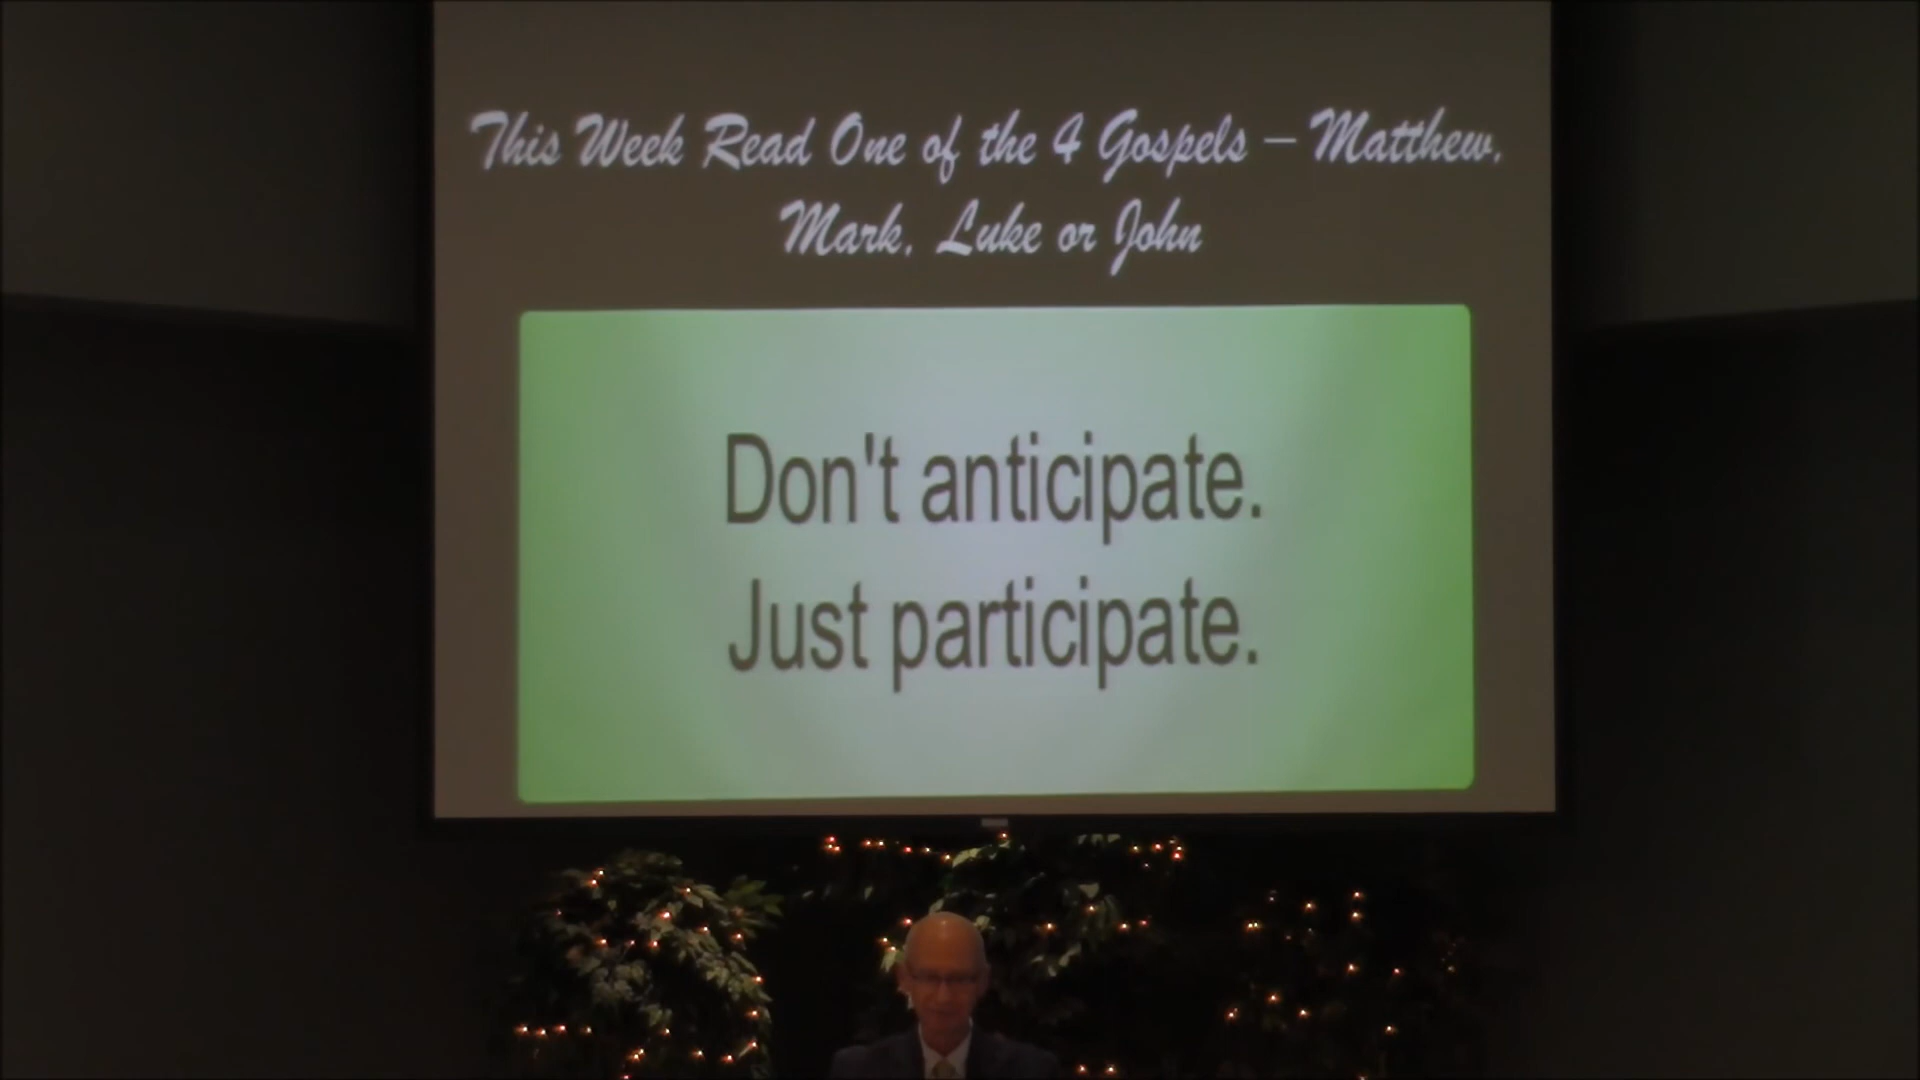 This Week Read One of the 4 Gospels – Matthew,
Mark, Luke or John
Don't anticipate.
Just participate.